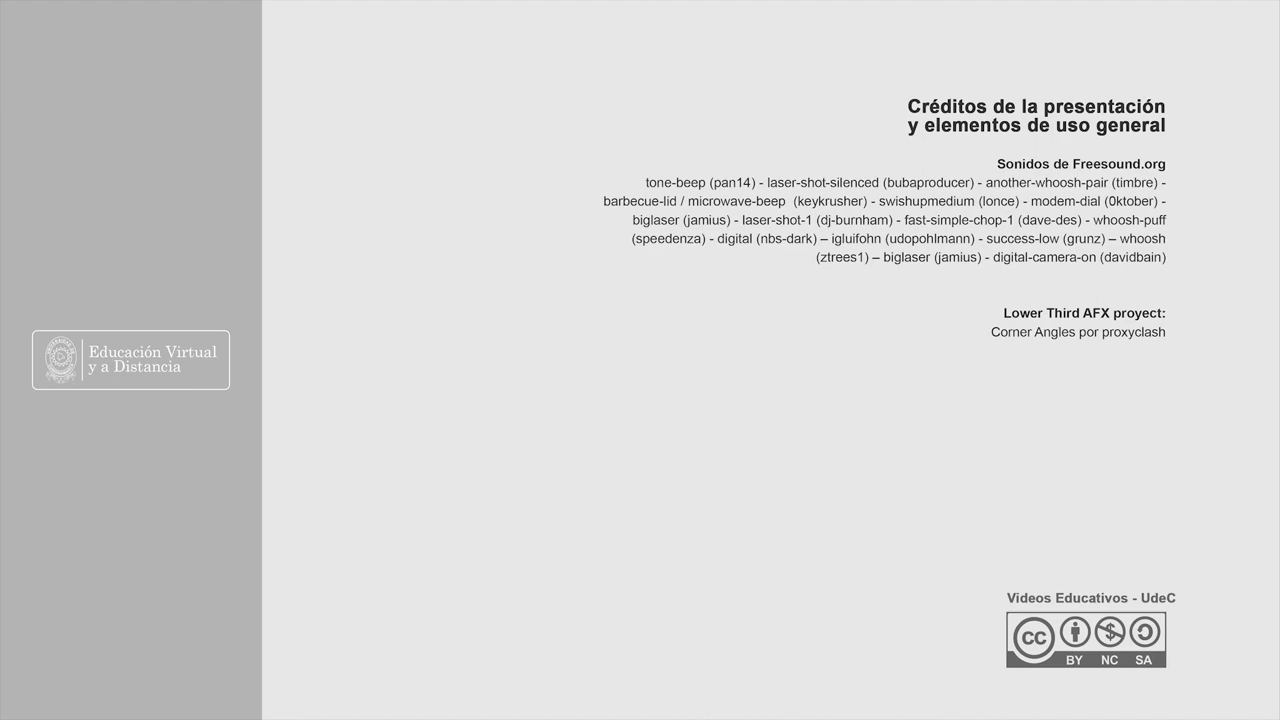 Créditos de la presentación
y elementos de uso general
Sonidos de Freesound.org
tone-beep (pan14) - laser-shot-silenced (bubaproducer) - another-whoosh-pair (timbre) -
barbecue-lid / microwave-beep  (keykrusher) - swishupmedium (lonce) - modem-dial (0ktober) -
biglaser (jamius) - laser-shot-1 (dj-burnham) - fast-simple-chop-1 (dave-des) - whoosh-puff
(speedenza) - digital (nbs-dark) – igluifohn (udopohlmann) - success-low (grunz) – whoosh
(ztrees1) – biglaser (jamius) - digital-camera-on (davidbain)
Lower Third AFX proyect:
Corner Angles por proxyclash
Educación Virtual
y a Distancia
Videos Educativos - UdeC
cc
BY NC SA